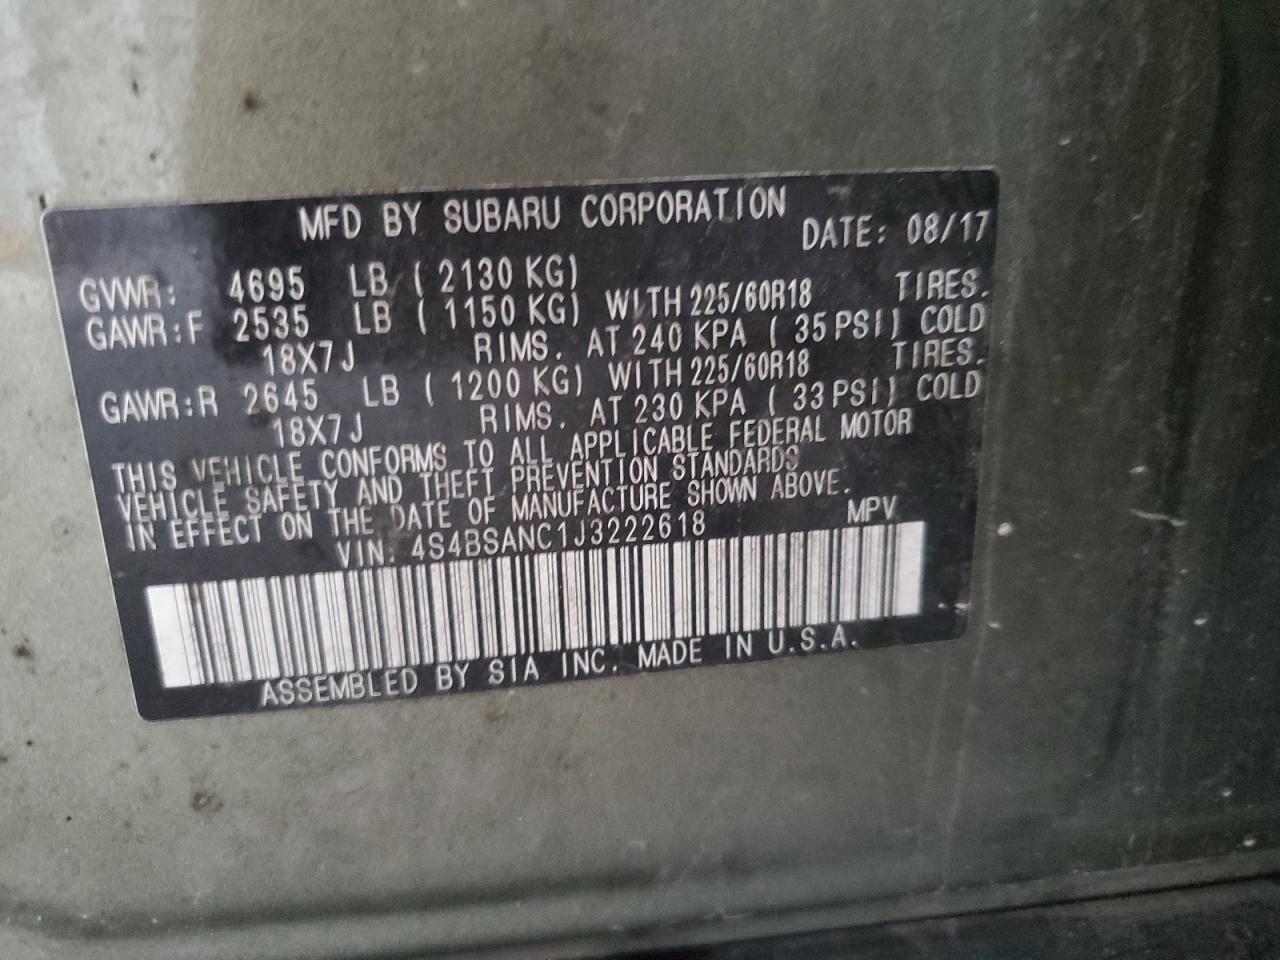 MFD BY SUBARU CORPORATION DATE: 08/17
GVWR: 4695 LB ( 2130 KG)
GAWR:F 2535 LB ( 1150 KG) WITH 225/60R18 TIRES.
18X7J RIMS. AT 240 KPA ( 35 PSI) COLD
GAWR:R 2645 LB ( 1200 KG) WITH 225/60R18 TIRES.
18X7J RIMS. AT 230 KPA ( 33 PSI) COLD
THIS VEHICLE CONFORMS TO ALL APPLICABLE FEDERAL MOTOR
VEHICLE SAFETY AND THEFT PREVENTION STANDARDS
IN EFFECT ON THE DATE OF MANUFACTURE SHOWN ABOVE.
VIN: 4S4BSANC1J3222618 MPV
ASSEMBLED BY SIA INC. MADE IN U.S.A.